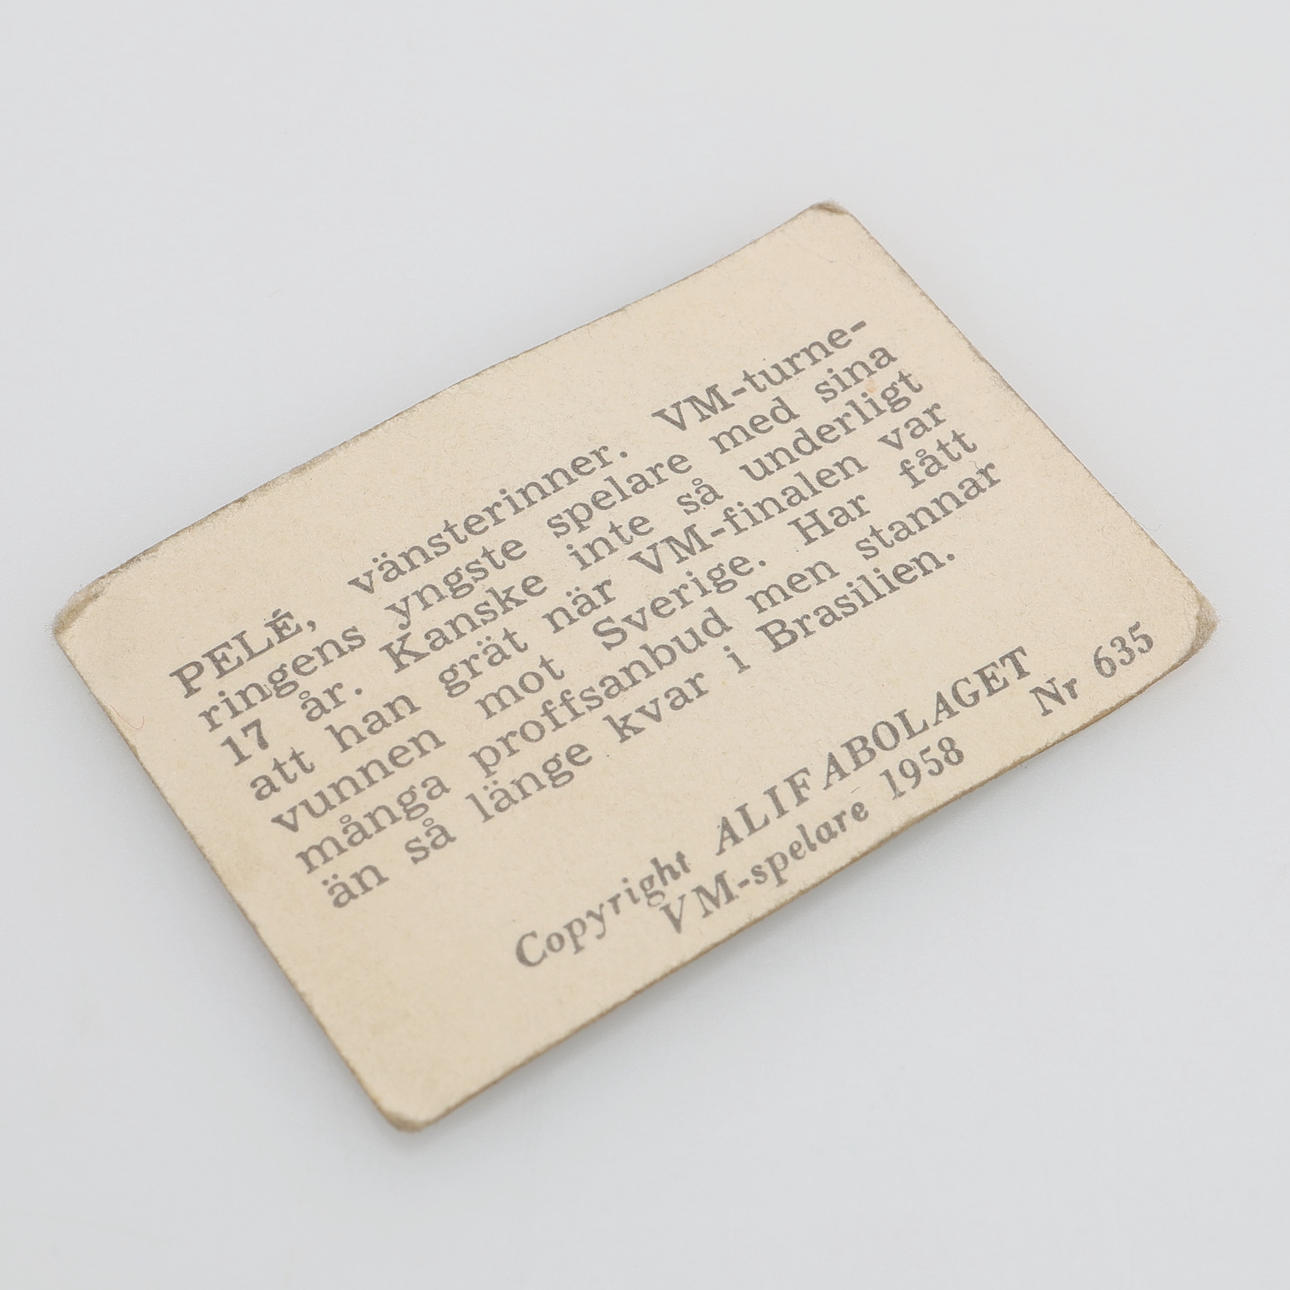 PELÉ, vänsterinner. VM-turne-
ringens yngste spelare med sina
17 år. Kanske inte så underligt
att han grät när VM-finalen var
vunnen mot Sverige. Har fått
många proffsanbud men stannar
än så länge kvar i Brasilien.
Copyright ALIFABOLAGET
VM-spelare 1958 Nr 635